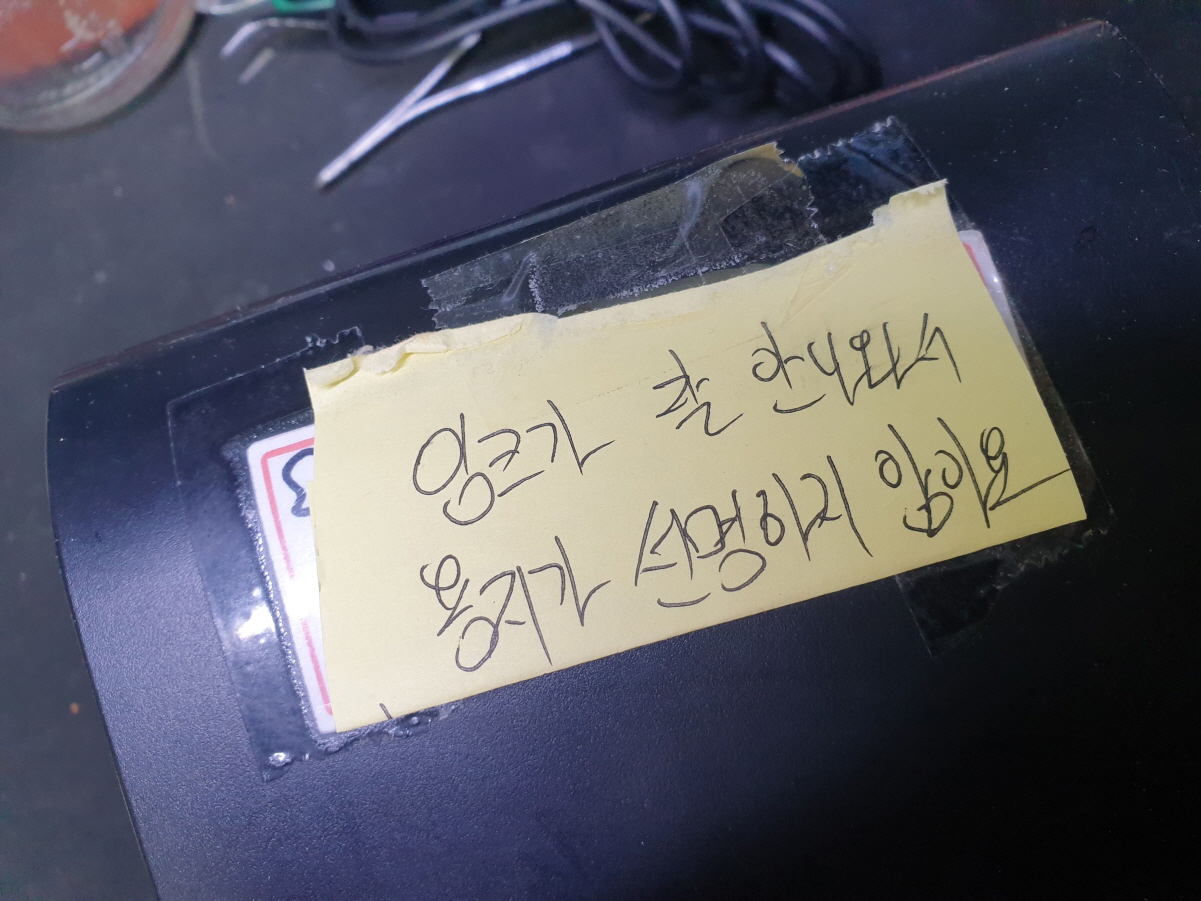 잉크가 잘 안나와서
용지가 선명하지 않아요